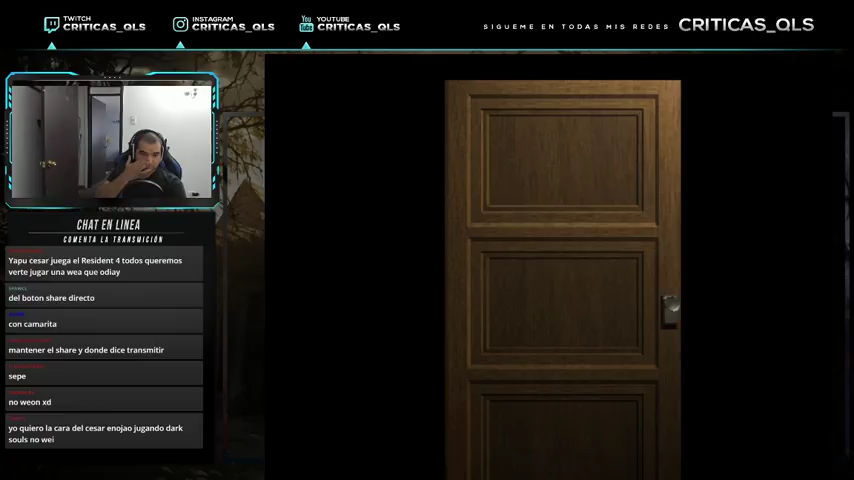 TWITCH
CRITICAS_QLS
INSTAGRAM
CRITICAS_QLS
You
Tube
YOUTUBE
CRITICAS_QLS
SIGUEME EN TODAS MIS REDES
CRITICAS_QLS
CHAT EN LINEA
COMENTA LA TRANSMICIÓN
Yapu cesar juega el Resident 4 todos queremos
verte jugar una wea que odiay
del boton share directo
con camarita
mantener el share y donde dice transmitir
sepe
no weon xd
yo quiero la cara del cesar enojao jugando dark
souls no wei